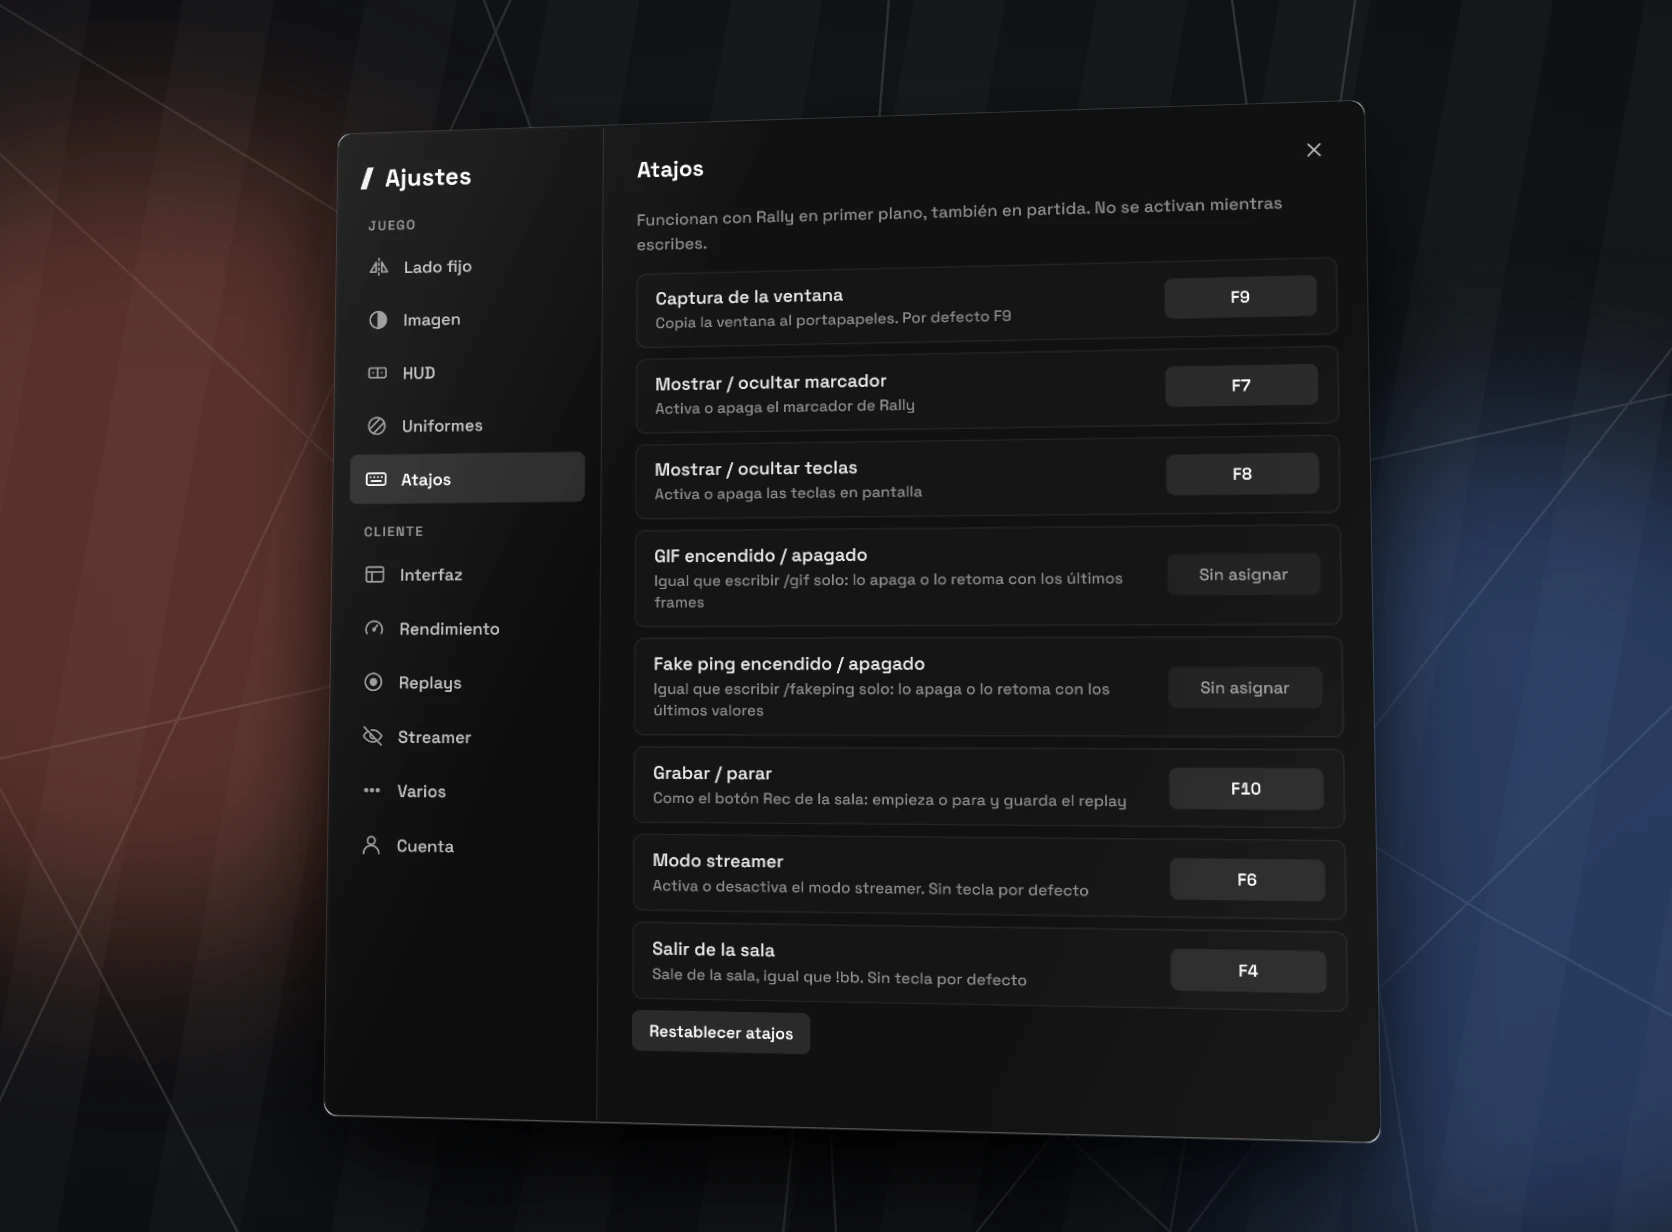 Ajustes
JUEGO
Lado fijo
Imagen
HUD
Uniformes
Atajos
CLIENTE
Interfaz
Rendimiento
Replays
Streamer
Varios
Cuenta
Atajos
Funcionan con Rally en primer plano, también en partida. No se activan mientras
escribes.
Captura de la ventana
Copia la ventana al portapapeles. Por defecto F9
F9
Mostrar / ocultar marcador
Activa o apaga el marcador de Rally
F7
Mostrar / ocultar teclas
Activa o apaga las teclas en pantalla
F8
GIF encendido / apagado
Igual que escribir /gif solo: lo apaga o lo retoma con los últimos
frames
Sin asignar
Fake ping encendido / apagado
Igual que escribir /fakeping solo: lo apaga o lo retoma con los
últimos valores
Sin asignar
Grabar / parar
Como el botón Rec de la sala: empieza o para y guarda el replay
F10
Modo streamer
Activa o desactiva el modo streamer. Sin tecla por defecto
F6
Salir de la sala
Sale de la sala, igual que !bb. Sin tecla por defecto
F4
Restablecer atajos